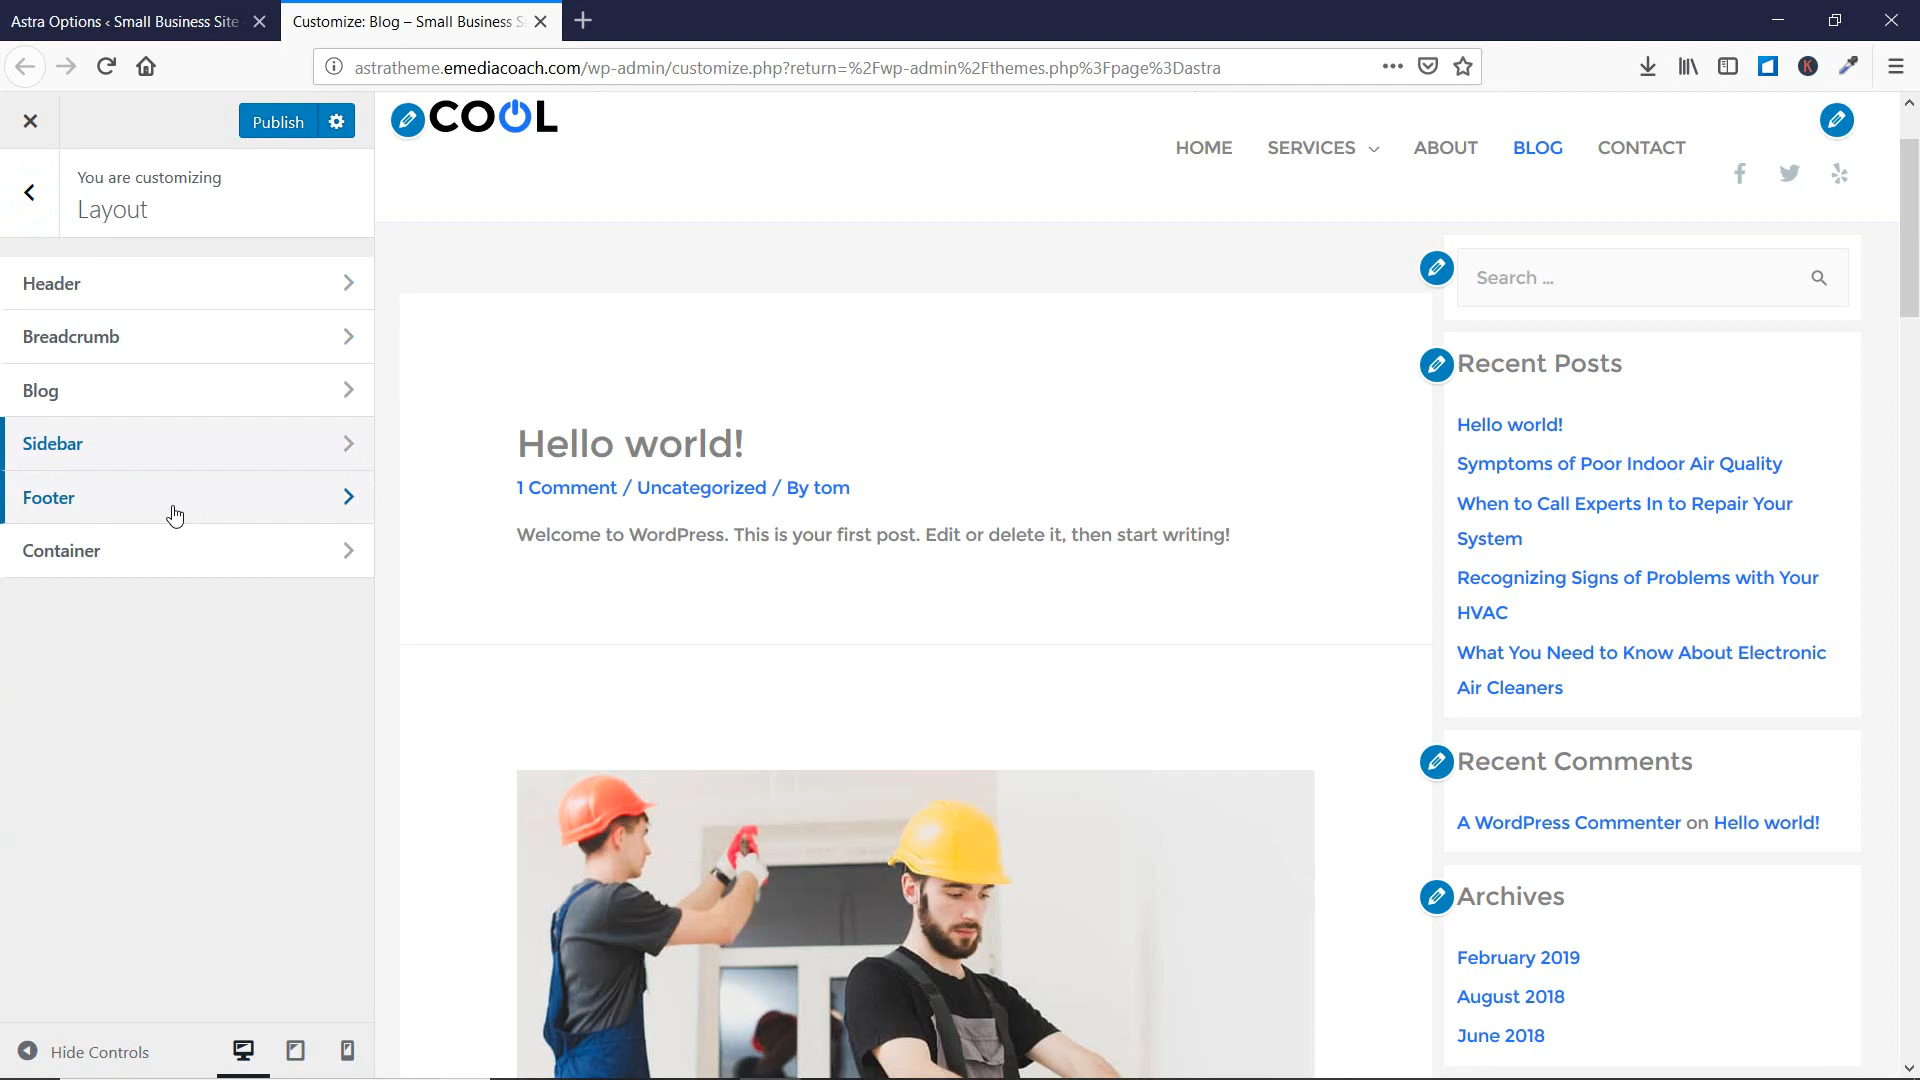 Astra Options ‹ Small Business Site
Customize: Blog – Small Business S
astratheme.emediacoach.com/wp-admin/customize.php?return=%2Fwp-admin%2Fthemes.php%3Fpage%3Dastra
Publish
You are customizing
Layout
Header
Breadcrumb
Blog
Sidebar
Footer
Container
Hide Controls
COOL
HOME SERVICES ABOUT BLOG CONTACT
Hello world!
1 Comment / Uncategorized / By tom
Welcome to WordPress. This is your first post. Edit or delete it, then start writing!
Search ...
Recent Posts
Hello world!
Symptoms of Poor Indoor Air Quality
When to Call Experts In to Repair Your
System
Recognizing Signs of Problems with Your
HVAC
What You Need to Know About Electronic
Air Cleaners
Recent Comments
A WordPress Commenter on Hello world!
Archives
February 2019
August 2018
June 2018